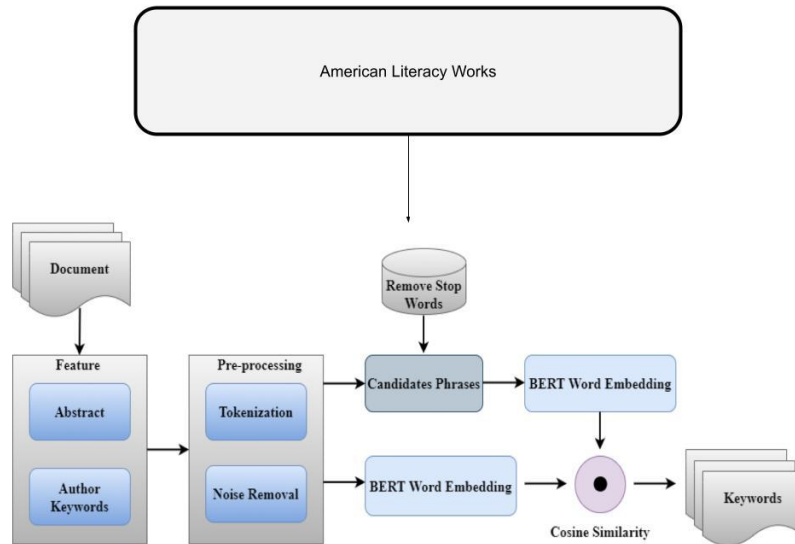 American Literacy Works
Document
Remove Stop
Words
Feature
Abstract
Author
Keywords
Pre-processing
Tokenization
Noise Removal
Candidates Phrases
BERT Word Embedding
BERT Word Embedding
Cosine Similarity
Keywords